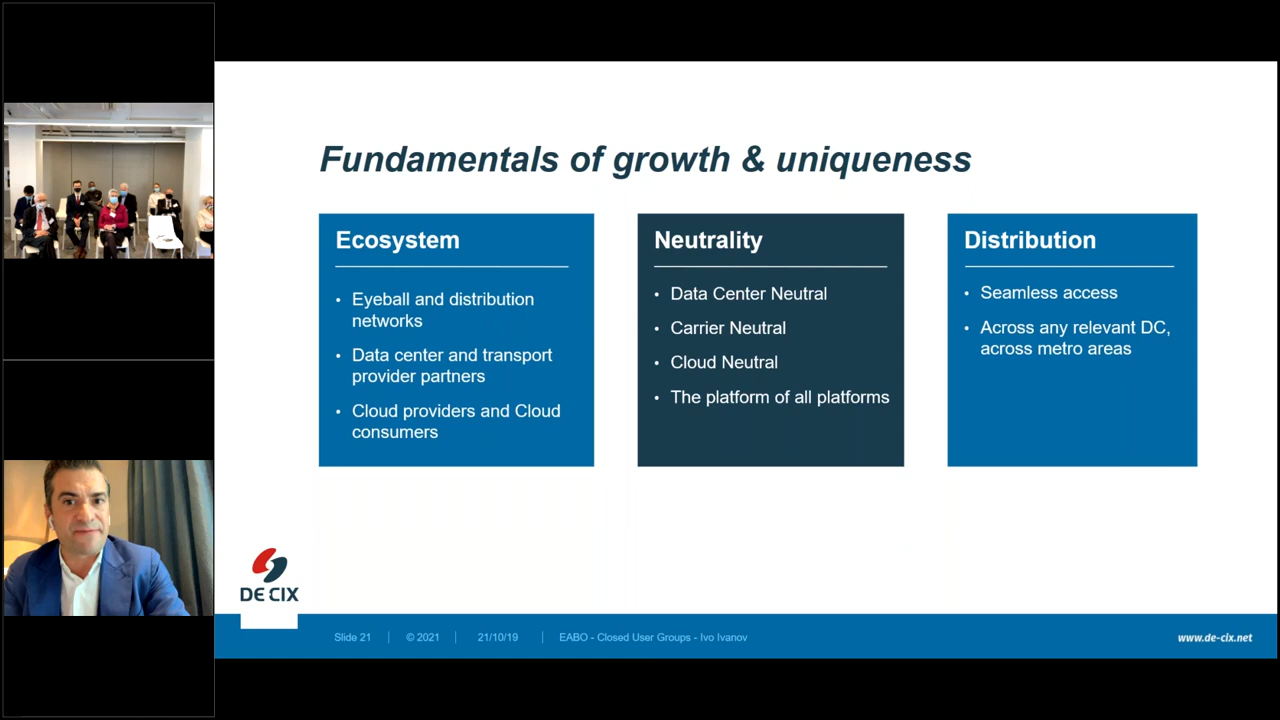 Fundamentals of growth & uniqueness
Ecosystem
• Eyeball and distribution
networks
• Data center and transport
provider partners
• Cloud providers and Cloud
consumers
Neutrality
• Data Center Neutral
• Carrier Neutral
• Cloud Neutral
• The platform of all platforms
Distribution
• Seamless access
• Across any relevant DC,
across metro areas
DE CIX
Slide 21 | © 2021 | 21/10/19 | EABO - Closed User Groups - Ivo Ivanov
www.de-cix.net